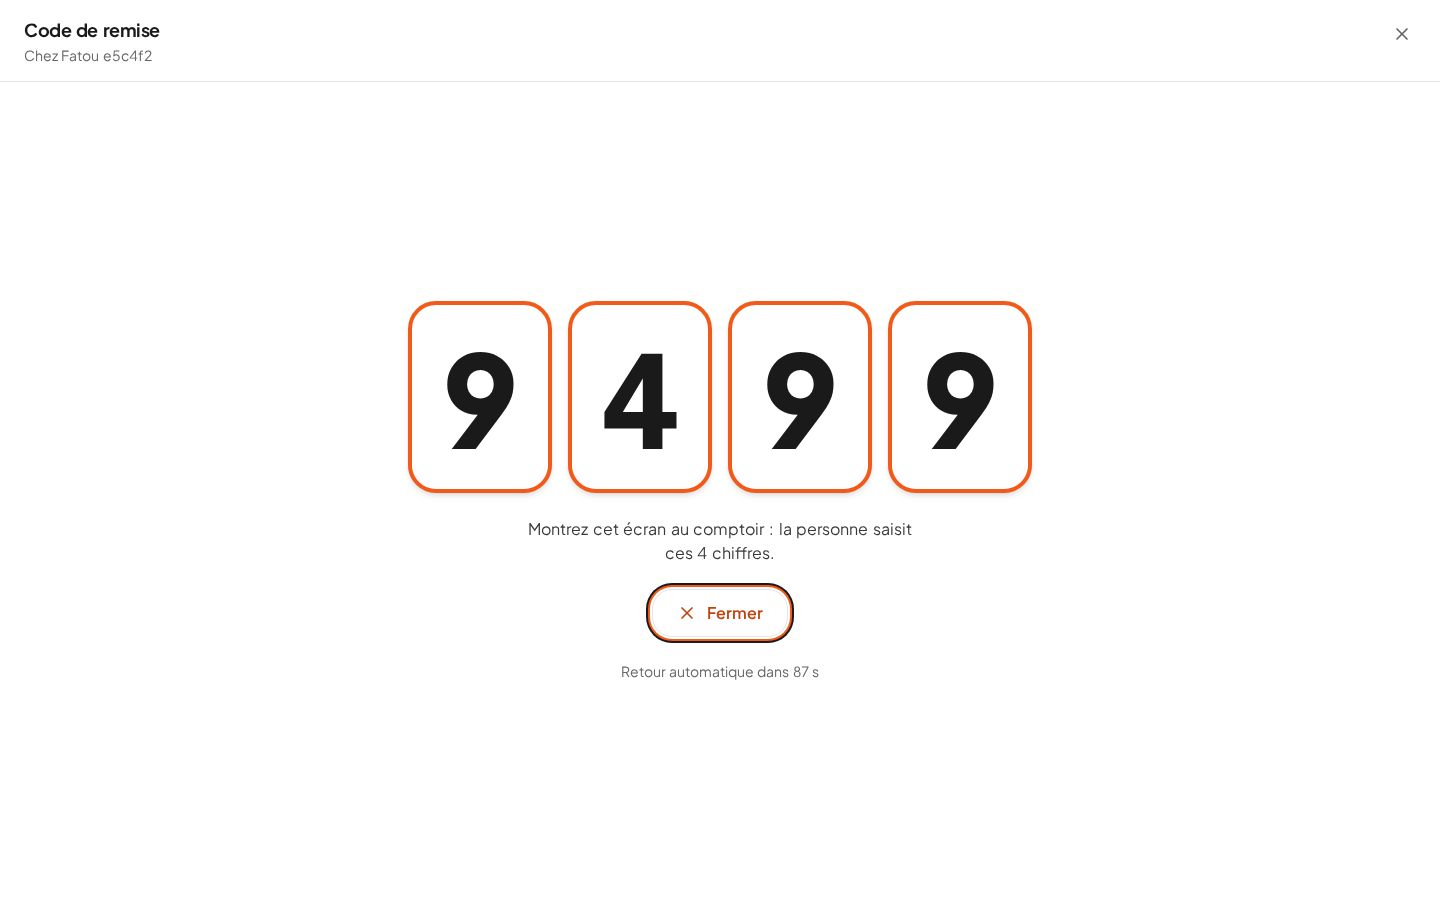 Code de remise
Chez Fatou e5c4f2
9 4 9 9
Montrez cet écran au comptoir : la personne saisit
ces 4 chiffres.
Fermer
Retour automatique dans 87 s